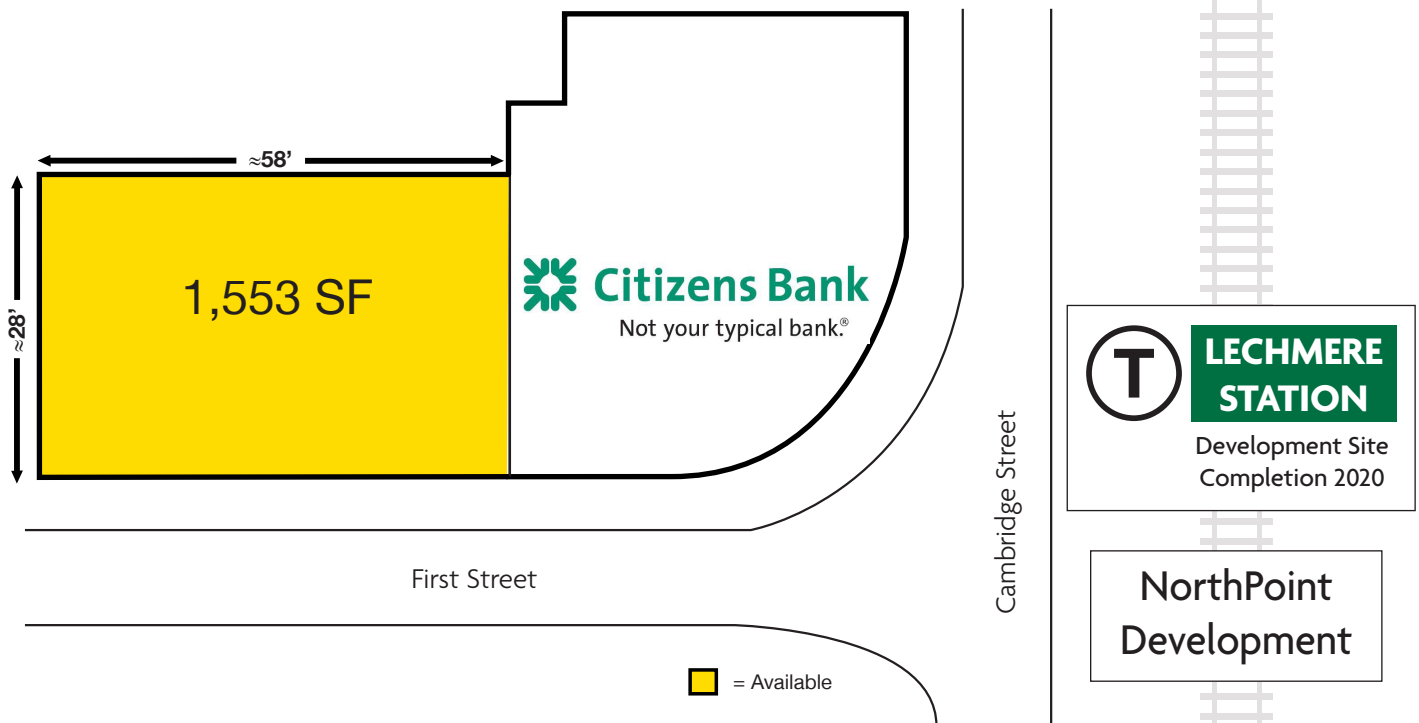 ≈58'
≈28'
1,553 SF
Citizens Bank
Not your typical bank.®
First Street
Cambridge Street
= Available
T
LECHMERE
STATION
Development Site
Completion 2020
NorthPoint
Development